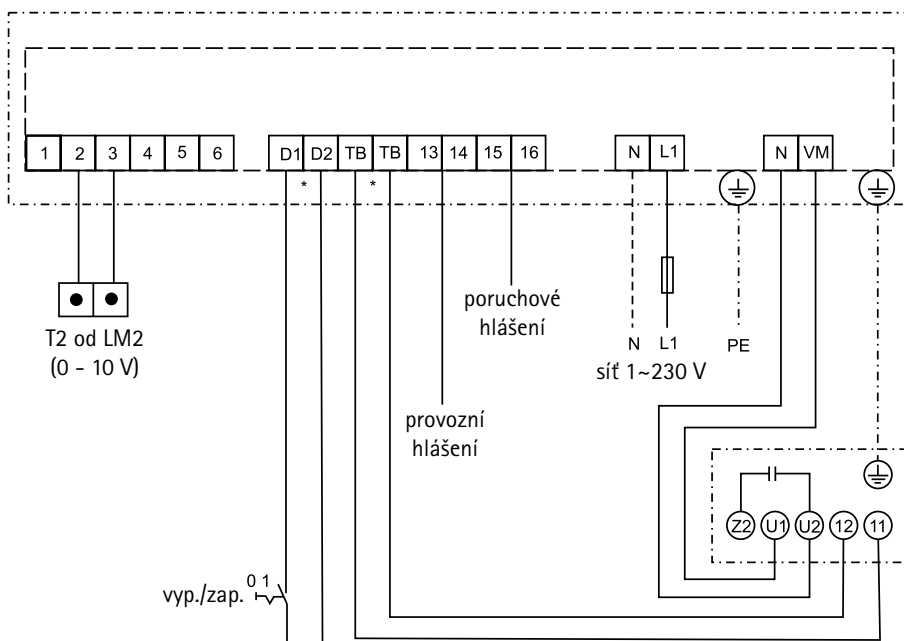 1 2 3 4 5 6 D1 D2 TB TB 13 14 15 16 N L1 N VM
* *
T2 od LM2
(0 - 10 V)
poruchové
hlášení
N L1 PE
síť 1~230 V
provozní
hlášení
Z2 U1 U2 12 11
vyp./zap. 0 1